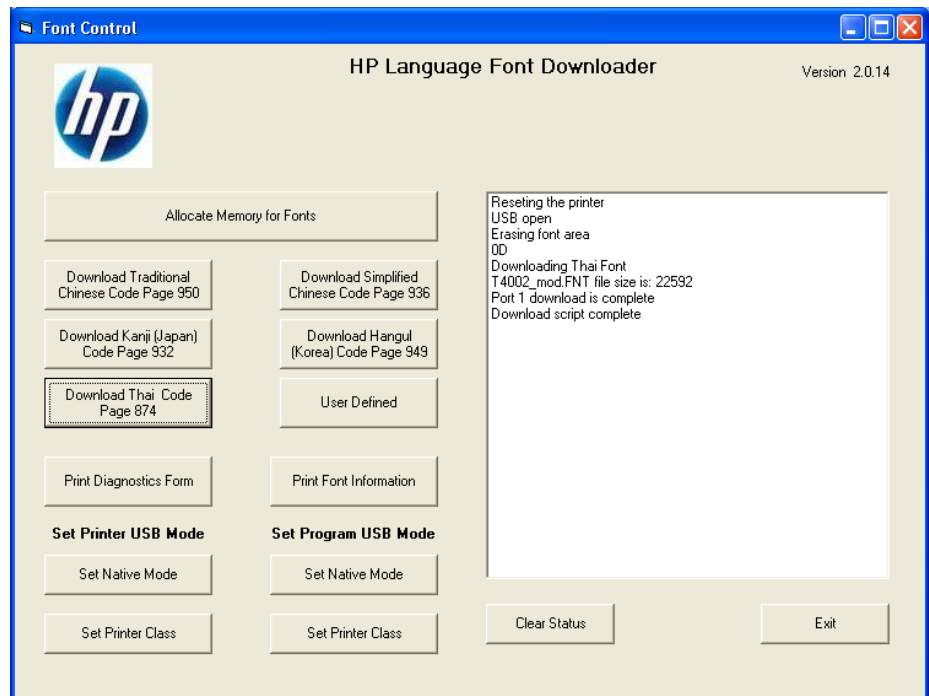 Font Control
HP Language Font Downloader
Version 2.0.14
hp
Allocate Memory for Fonts
Download Traditional
Chinese Code Page 950
Download Simplified
Chinese Code Page 936
Download Kanji (Japan)
Code Page 932
Download Hangul
(Korea) Code Page 949
Download Thai Code
Page 874
User Defined
Print Diagnostics Form
Print Font Information
Set Printer USB Mode
Set Program USB Mode
Set Native Mode
Set Native Mode
Set Printer Class
Set Printer Class
Reseting the printer
USB open
Erasing font area
0D
Downloading Thai Font
T4002_mod.FNT file size is: 22592
Port 1 download is complete
Download script complete
Clear Status
Exit